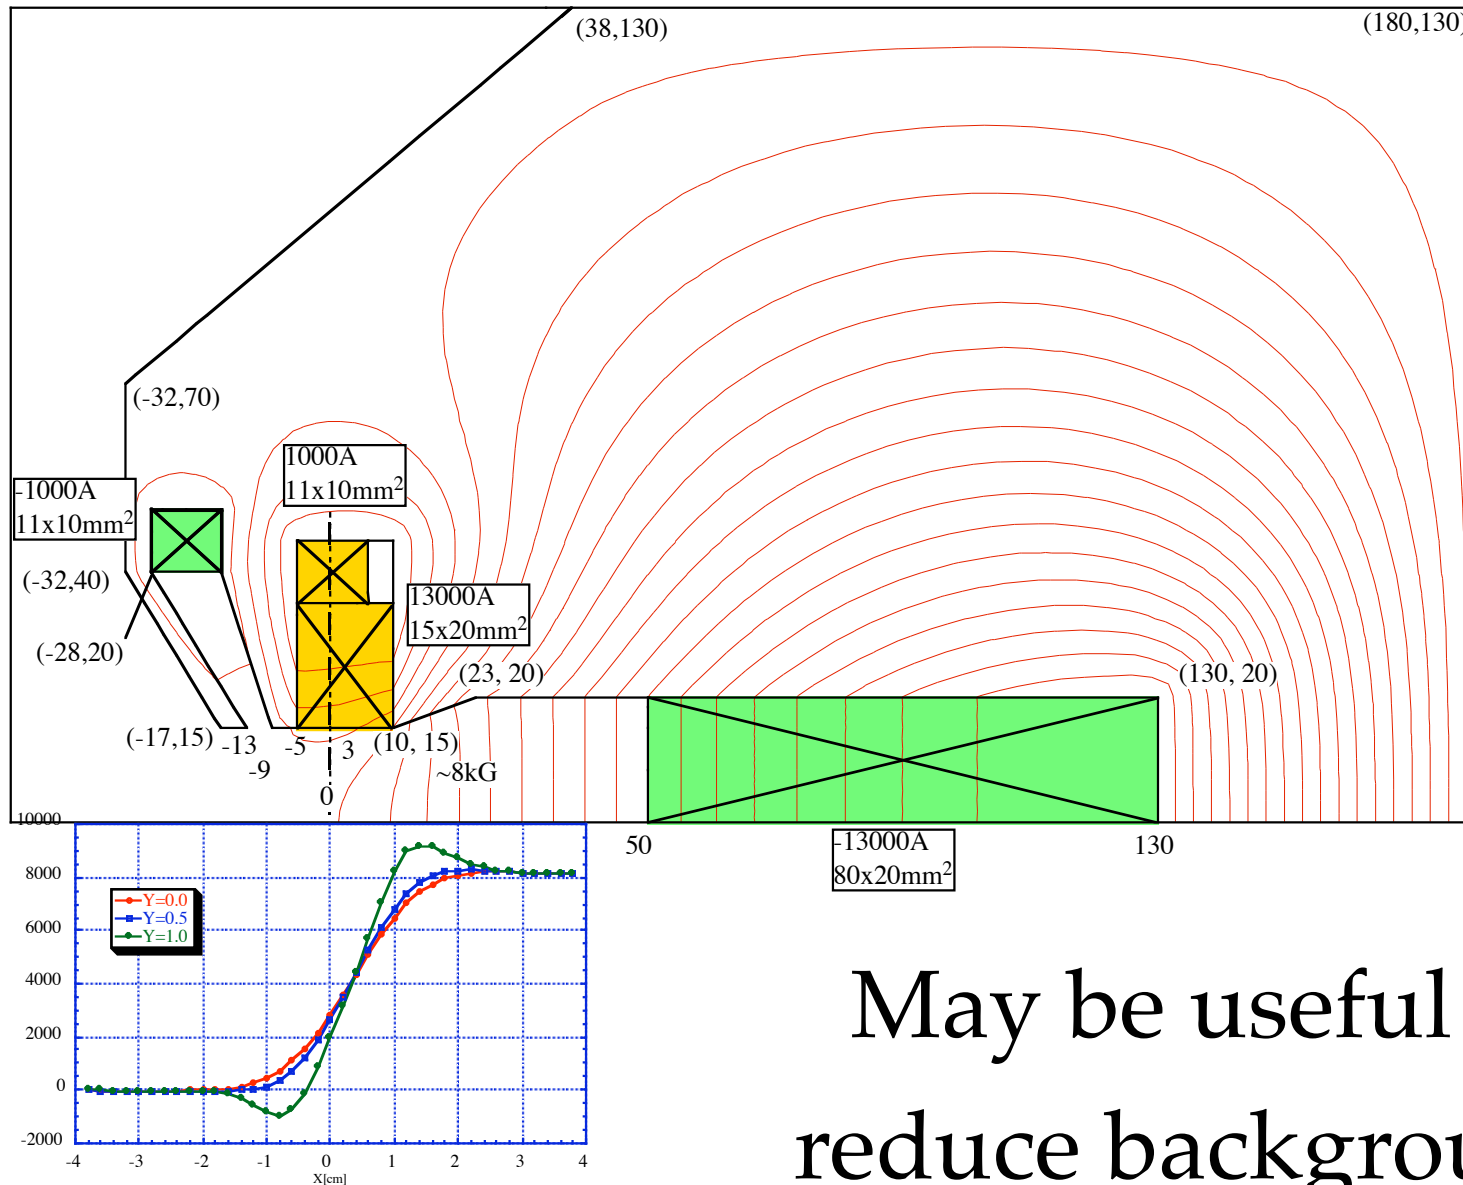 (38,130)
(180,130)
(-32,70)
1000A
11x10mm²
-1000A
11x10mm²
(-32,40)
13000A
15x20mm²
(-28,20)
(23, 20)
(130, 20)
(-17,15)
-13
-9
-5
3
(10, 15)
~8kG
0
50
130
-13000A
80x20mm²
10000
8000
6000
4000
2000
0
-2000
Y=0.0
Y=0.5
Y=1.0
-4 -3 -2 -1 0 1 2 3 4
X[cm]
May be useful
reduce backgrou